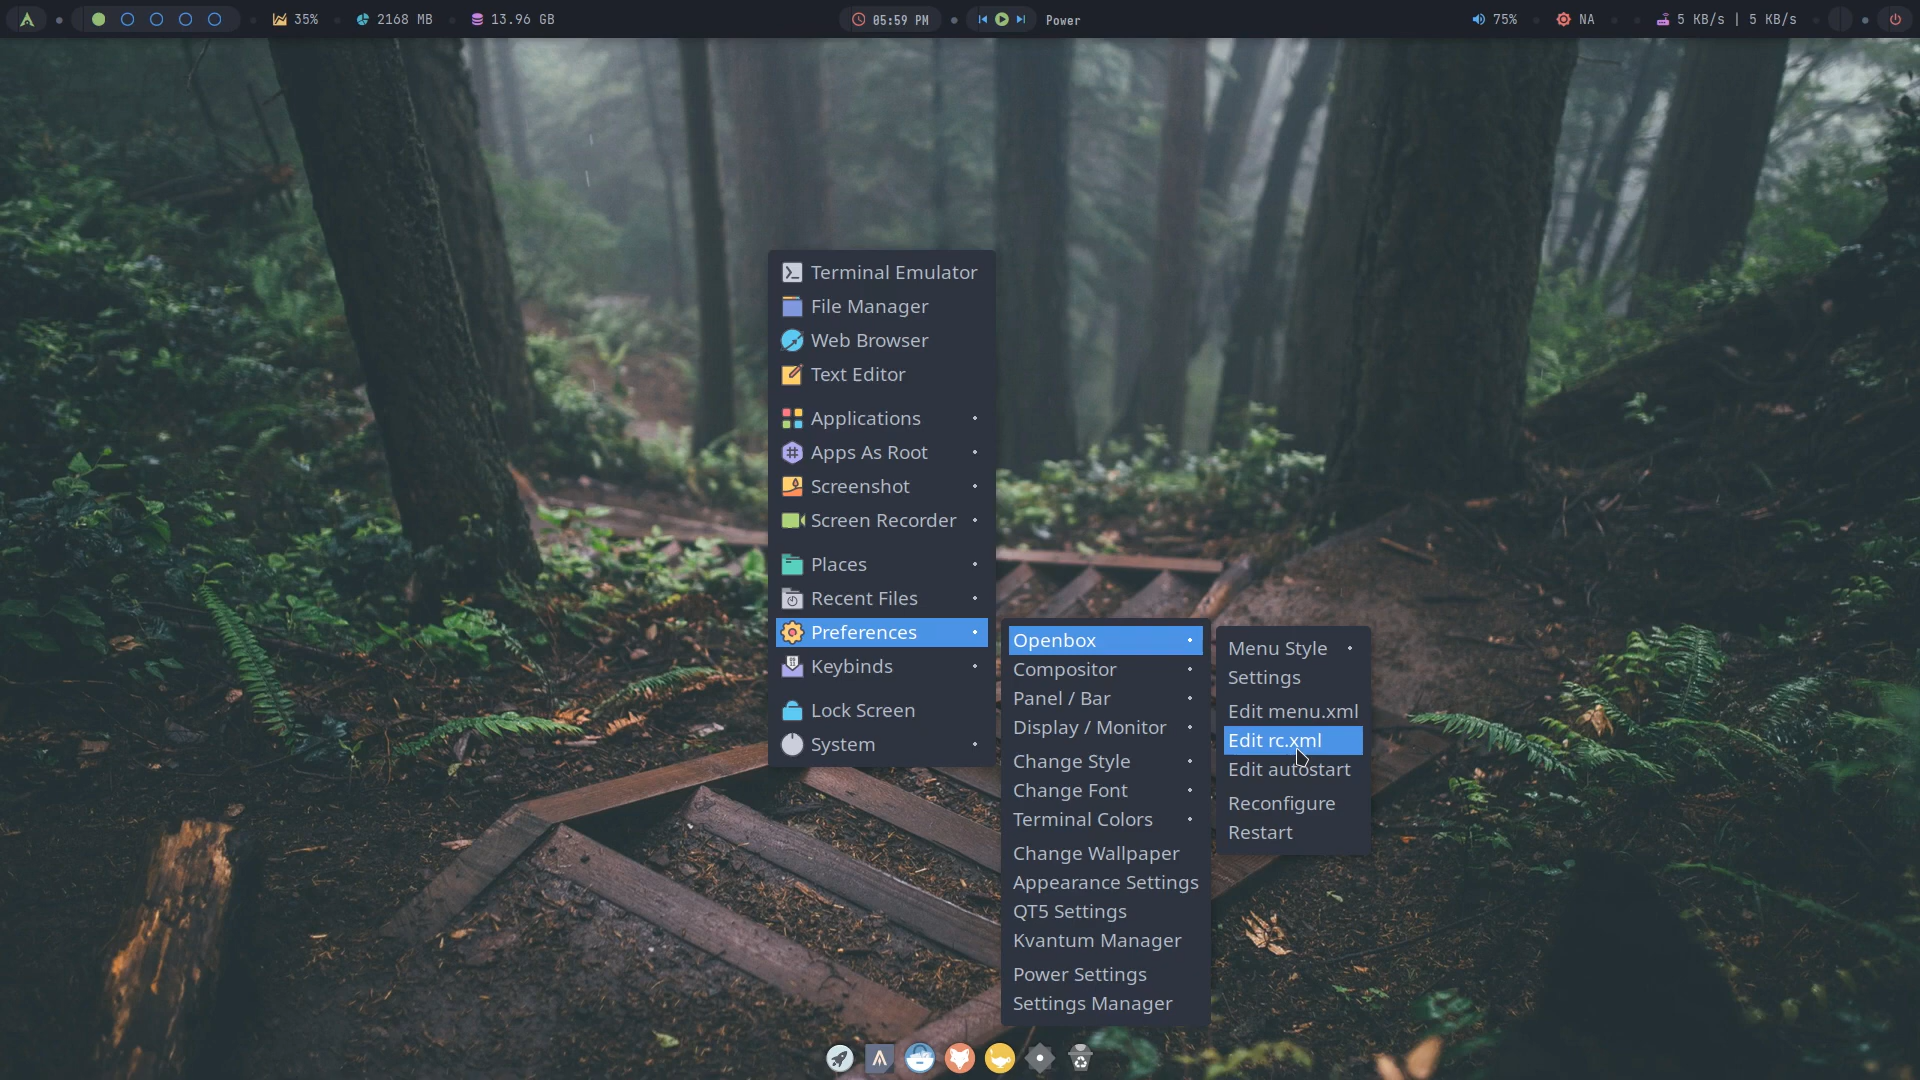 35%
2168 MB
13.96 GB
05:59 PM
Power
75%
NA
5 KB/s | 5 KB/s
Terminal Emulator
File Manager
Web Browser
Text Editor
Applications
Apps As Root
Screenshot
Screen Recorder
Places
Recent Files
Preferences
Keybinds
Lock Screen
System
Openbox
Compositor
Panel / Bar
Display / Monitor
Change Style
Change Font
Terminal Colors
Change Wallpaper
Appearance Settings
QT5 Settings
Kvantum Manager
Power Settings
Settings Manager
Menu Style
Settings
Edit menu.xml
Edit rc.xml
Edit autostart
Reconfigure
Restart